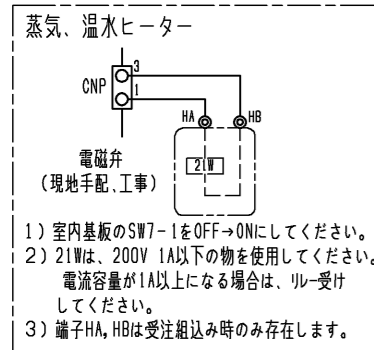 蒸気、温水ヒーター
3
CNP
1
HA
HB
21W
電磁弁
(現地手配、工事)
1) 室内基板のSW7-1をOFF→ONにしてください。
2) 21Wは、200V 1A以下の物を使用してください。
電流容量が1A以上になる場合は、リレー受け
してください。
3) 端子HA,HBは受注組込み時のみ存在します。